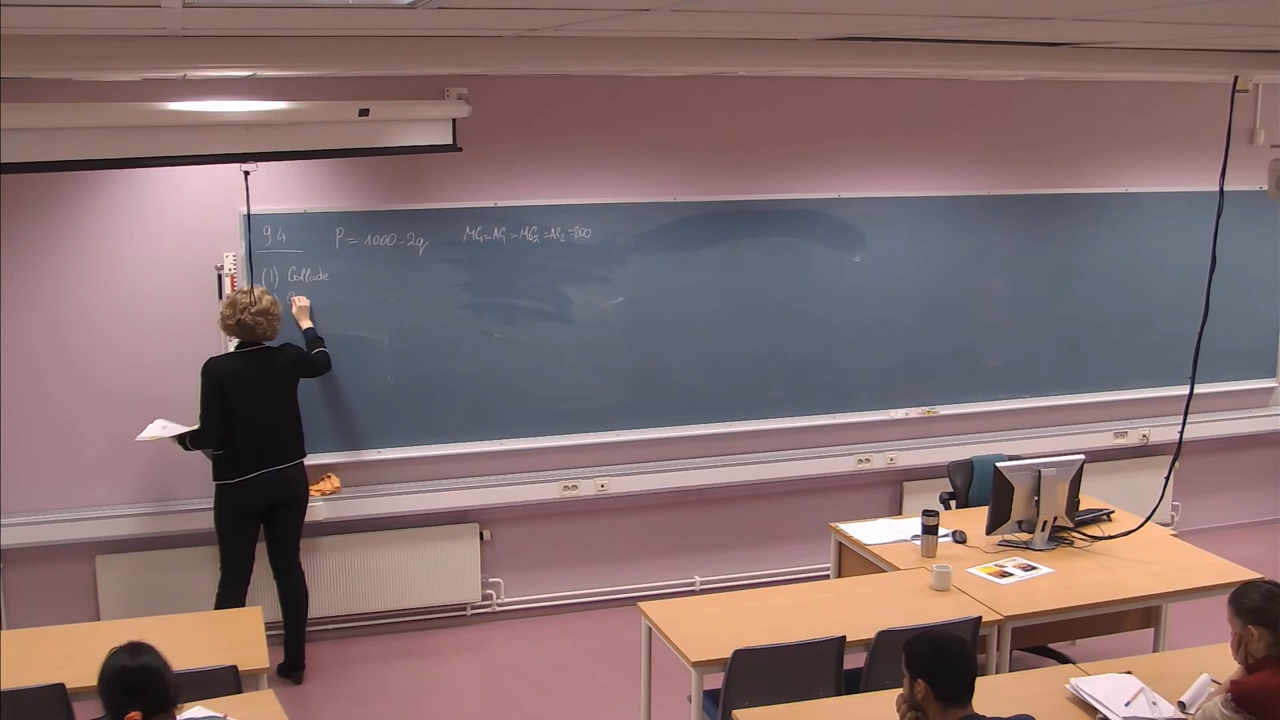 9.4 P = 1000 - 2q MC₁ = AC₁ = MC₂ = AC₂ = 200
(1) Collude